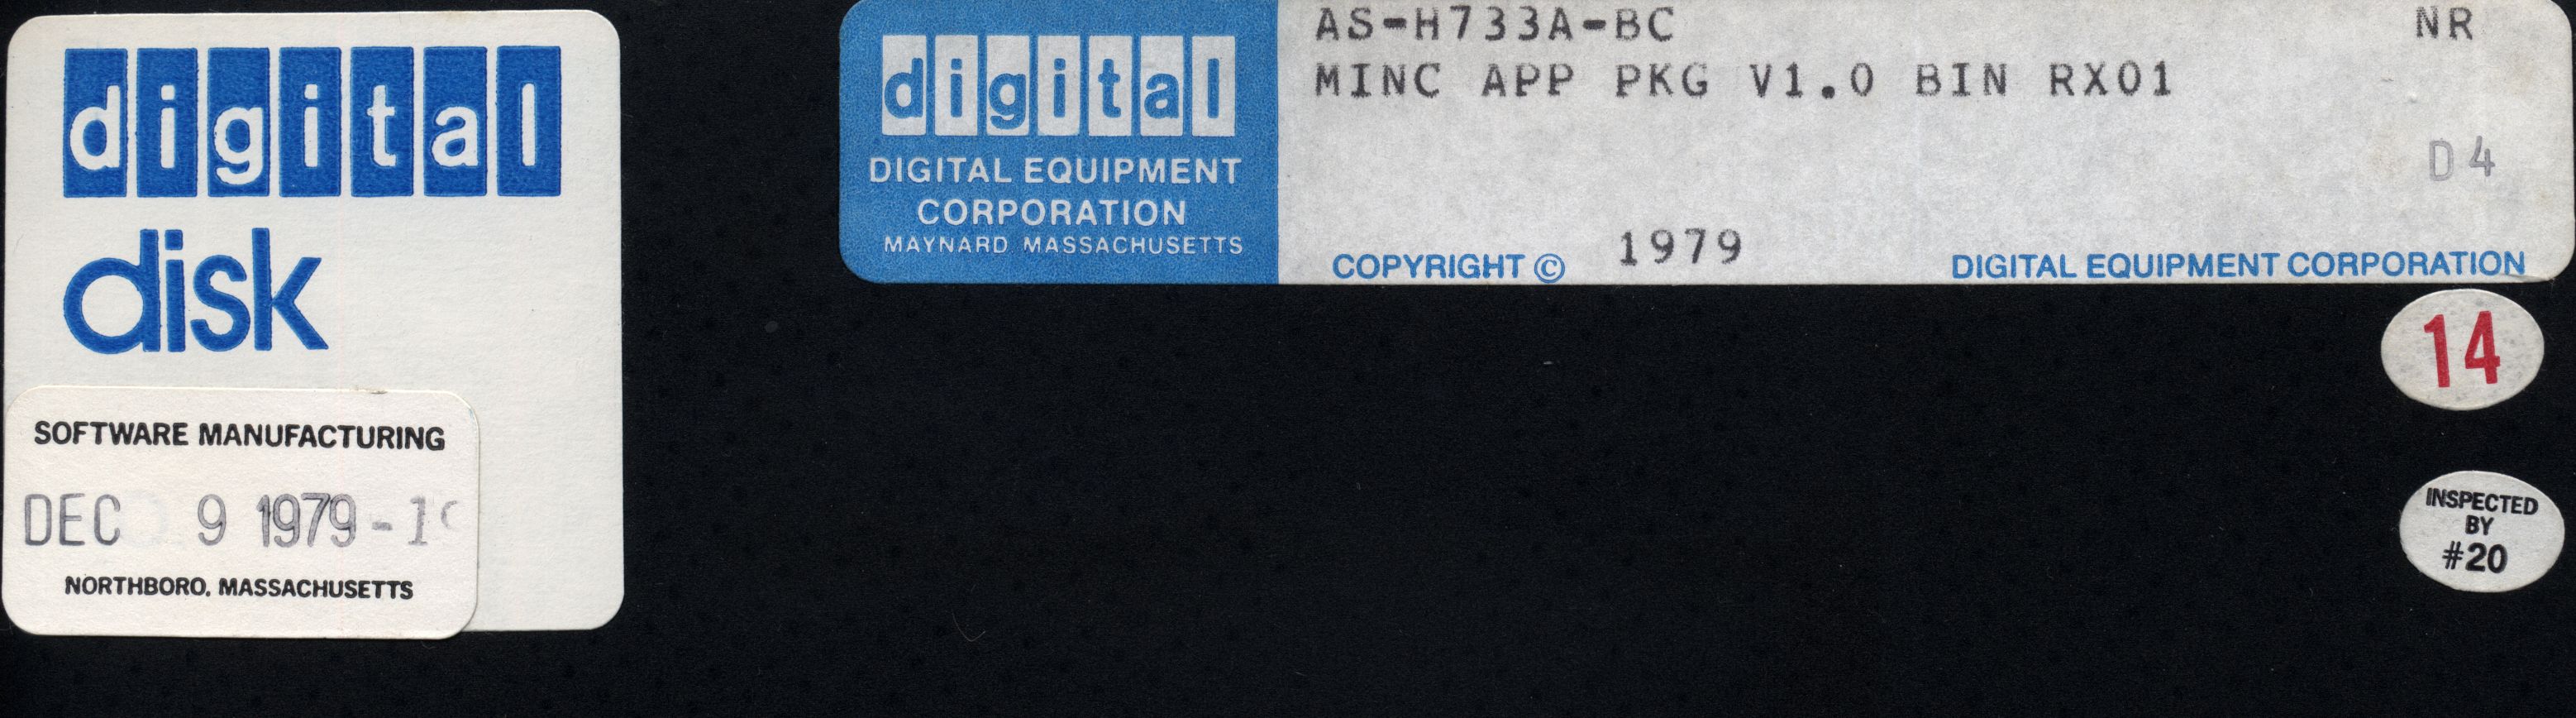 digital
disk
SOFTWARE MANUFACTURING
DEC 9 1979-1
NORTHBORO, MASSACHUSETTS
digital
DIGITAL EQUIPMENT
CORPORATION
MAYNARD MASSACHUSETTS
AS-H733A-BC NR
MINC APP PKG V1.0 BIN RX01
D4
COPYRIGHT © 1979 DIGITAL EQUIPMENT CORPORATION
14
INSPECTED
BY
#20